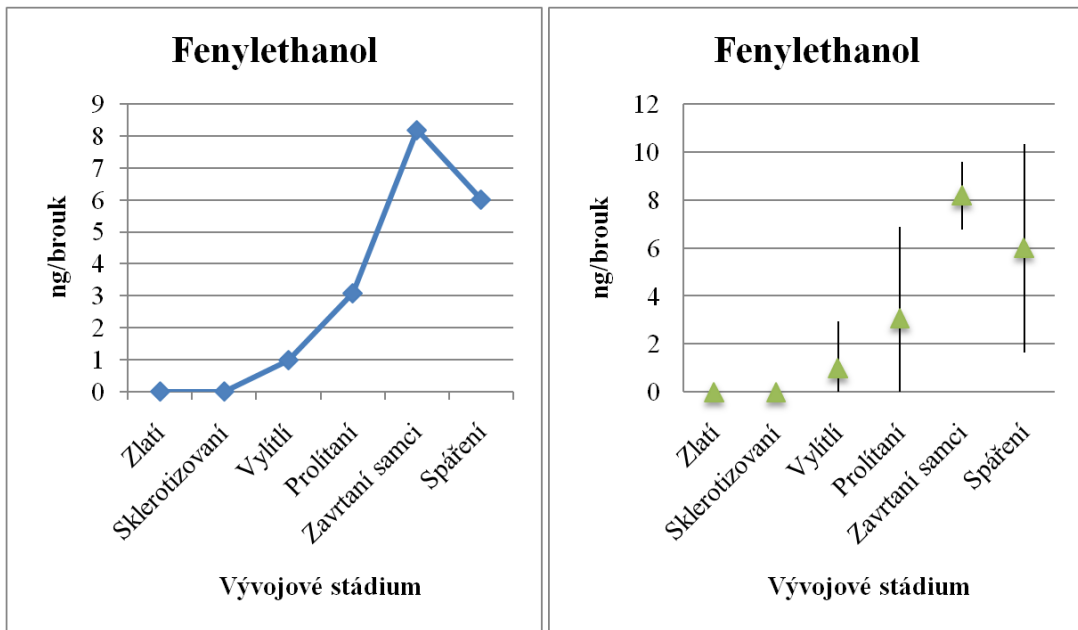 Fenylethanol
9
8
7
6
5
4
3
2
1
0
ng/brouk
Zlatí
Sklerotizovaní
Vylítlí
Prolítaní
Zavrtaní samci
Spáření
Vývojové stádium
Fenylethanol
12
10
8
6
4
2
0
ng/brouk
Zlatí
Sklerotizovaní
Vylítlí
Prolítaní
Zavrtaní samci
Spáření
Vývojové stádium